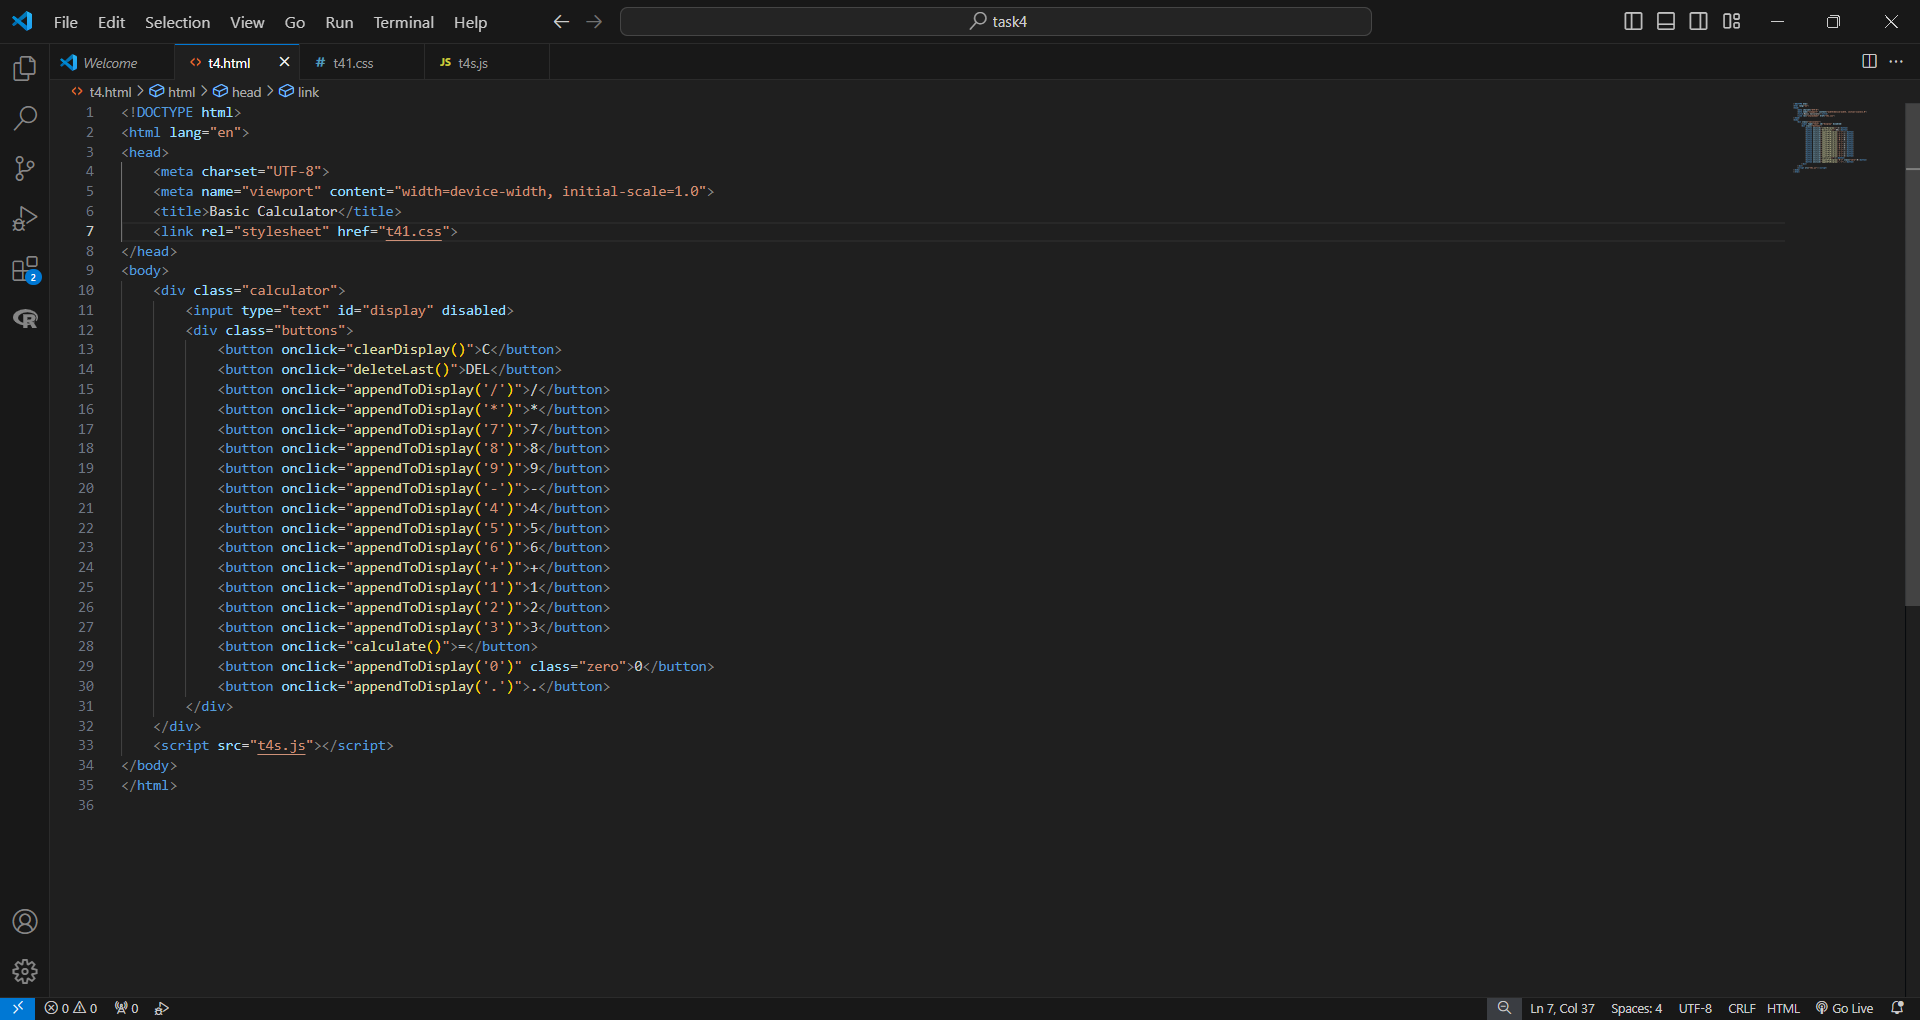 File Edit Selection View Go Run Terminal Help task4
Welcome t4.html t41.css JS t4s.js
t4.html > html > head > link
1 <!DOCTYPE html>
2 <html lang="en">
3 <head>
4 <meta charset="UTF-8">
5 <meta name="viewport" content="width=device-width, initial-scale=1.0">
6 <title>Basic Calculator</title>
7 <link rel="stylesheet" href="t41.css">
8 </head>
9 <body>
10 <div class="calculator">
11 <input type="text" id="display" disabled>
12 <div class="buttons">
13 <button onclick="clearDisplay()">C</button>
14 <button onclick="deleteLast()">DEL</button>
15 <button onclick="appendToDisplay('/')">/</button>
16 <button onclick="appendToDisplay('*')">*</button>
17 <button onclick="appendToDisplay('7')">7</button>
18 <button onclick="appendToDisplay('8')">8</button>
19 <button onclick="appendToDisplay('9')">9</button>
20 <button onclick="appendToDisplay('-')">-</button>
21 <button onclick="appendToDisplay('4')">4</button>
22 <button onclick="appendToDisplay('5')">5</button>
23 <button onclick="appendToDisplay('6')">6</button>
24 <button onclick="appendToDisplay('+')">+</button>
25 <button onclick="appendToDisplay('1')">1</button>
26 <button onclick="appendToDisplay('2')">2</button>
27 <button onclick="appendToDisplay('3')">3</button>
28 <button onclick="calculate()">=</button>
29 <button onclick="appendToDisplay('0')" class="zero">0</button>
30 <button onclick="appendToDisplay('.')">.</button>
31 </div>
32 </div>
33 <script src="t4s.js"></script>
34 </body>
35 </html>
36
2
R
0 0 0 Ln 7, Col 37 Spaces: 4 UTF-8 CRLF HTML Go Live